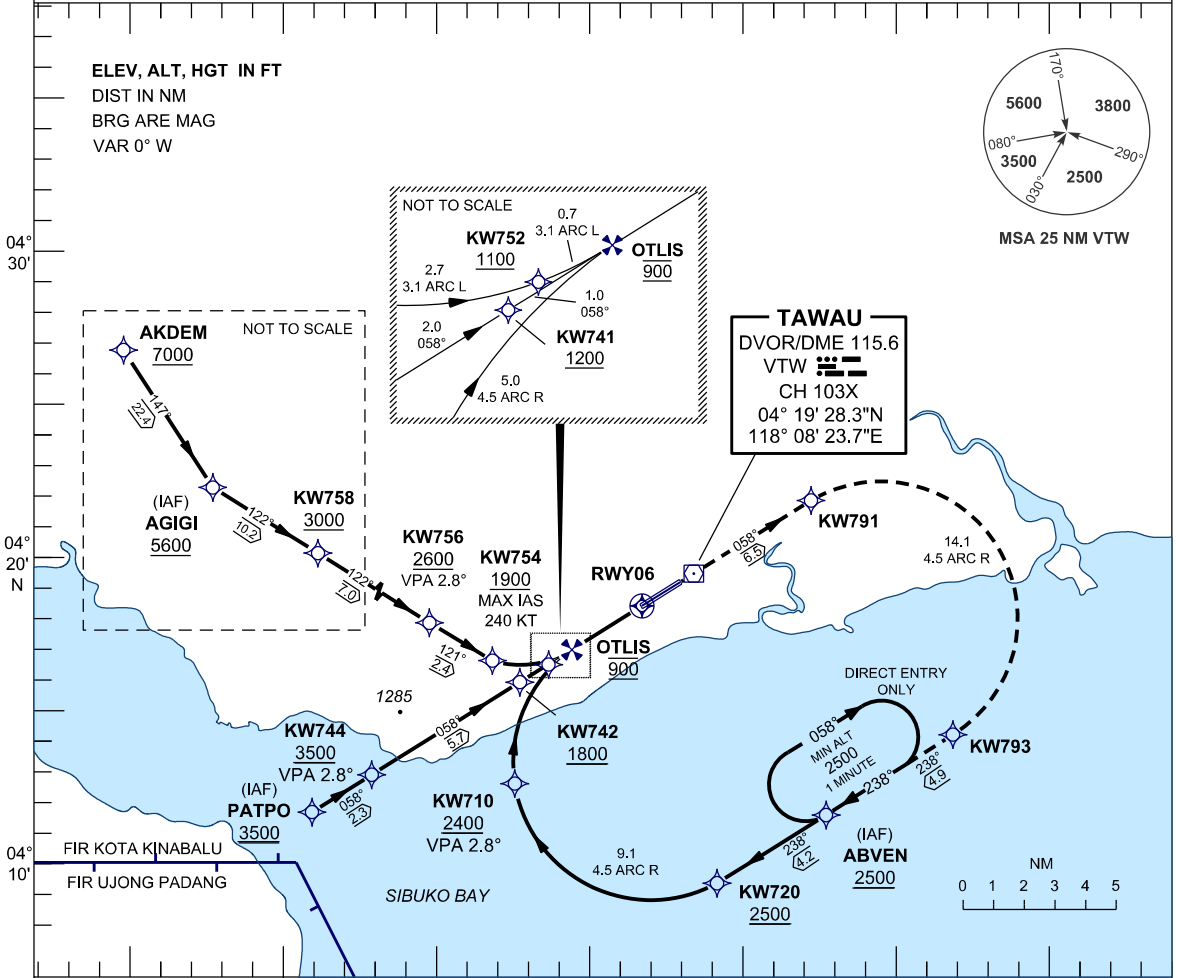 ELEV, ALT, HGT IN FT
DIST IN NM
BRG ARE MAG
VAR 0° W
170°
5600
3800
080°
3500
290°
2500
030°
MSA 25 NM VTW
NOT TO SCALE
0.7
3.1 ARC L
KW752
1100
OTLIS
900
2.7
3.1 ARC L
1.0
058°
KW741
1200
2.0
058°
5.0
4.5 ARC R
04°
30'
NOT TO SCALE
AKDEM
7000
147°
22.4
(IAF)
AGIGI
5600
122°
10.2
KW758
3000
122°
7.0
TAWAU
DVOR/DME 115.6
VTW
CH 103X
04° 19' 28.3"N
118° 08' 23.7"E
KW791
058°
6.5
14.1
4.5 ARC R
04°
20'
N
KW756
2600
VPA 2.8°
KW754
1900
MAX IAS
240 KT
RWY06
121°
2.4
OTLIS
900
1285
DIRECT ENTRY
ONLY
058°
MIN ALT
2500
1 MINUTE
238°
KW793
238°
4.9
KW744
3500
VPA 2.8°
058°
5.7
KW742
1800
(IAF)
PATPO
3500
058°
2.3
KW710
2400
VPA 2.8°
(IAF)
ABVEN
2500
238°
4.2
04°
10'
FIR KOTA KINABALU
FIR UJONG PADANG
SIBUKO BAY
9.1
4.5 ARC R
KW720
2500
NM
0 1 2 3 4 5